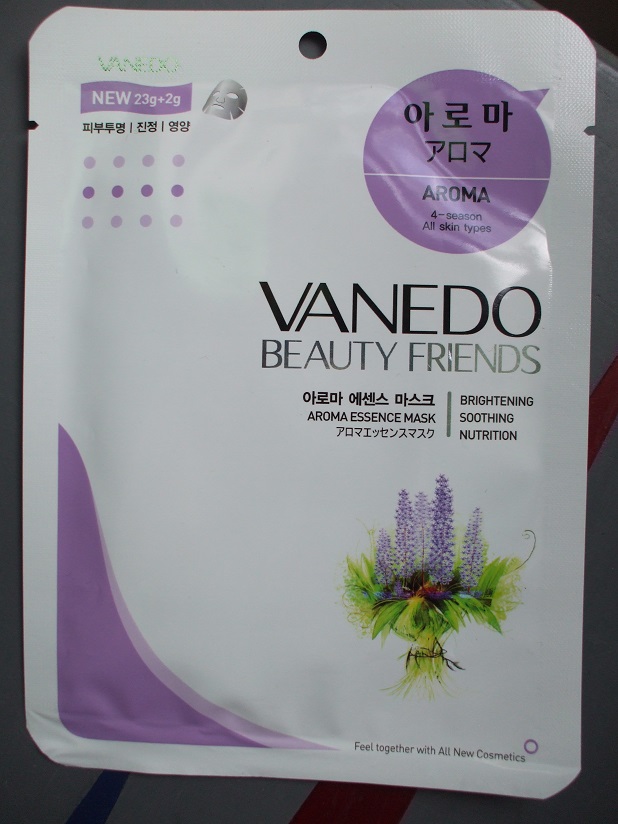 VANEDO
NEW 23g+2g
피부투명 | 진정 | 영양
아로마
アロマ
AROMA
4-season
All skin types
VANEDO
BEAUTY FRIENDS
아로마 에센스 마스크
AROMA ESSENCE MASK
アロマエッセンスマスク
BRIGHTENING
SOOTHING
NUTRITION
Feel together with All New Cosmetics